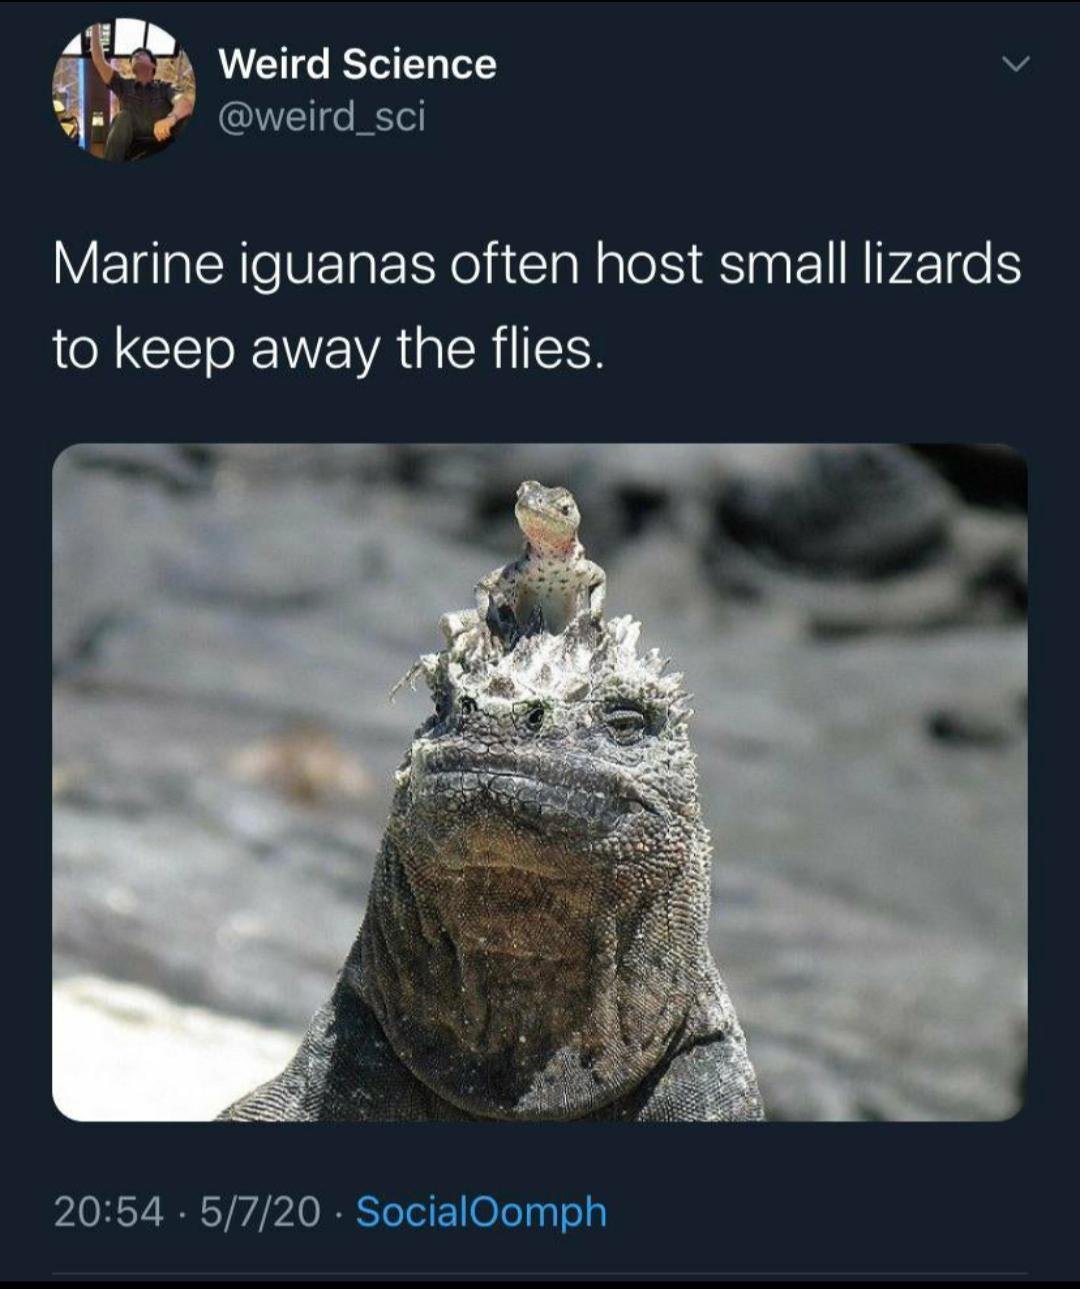 Weird Science
@weird_sci
Marine iguanas often host small lizards
to keep away the flies.
20:54 · 5/7/20 · SocialOomph